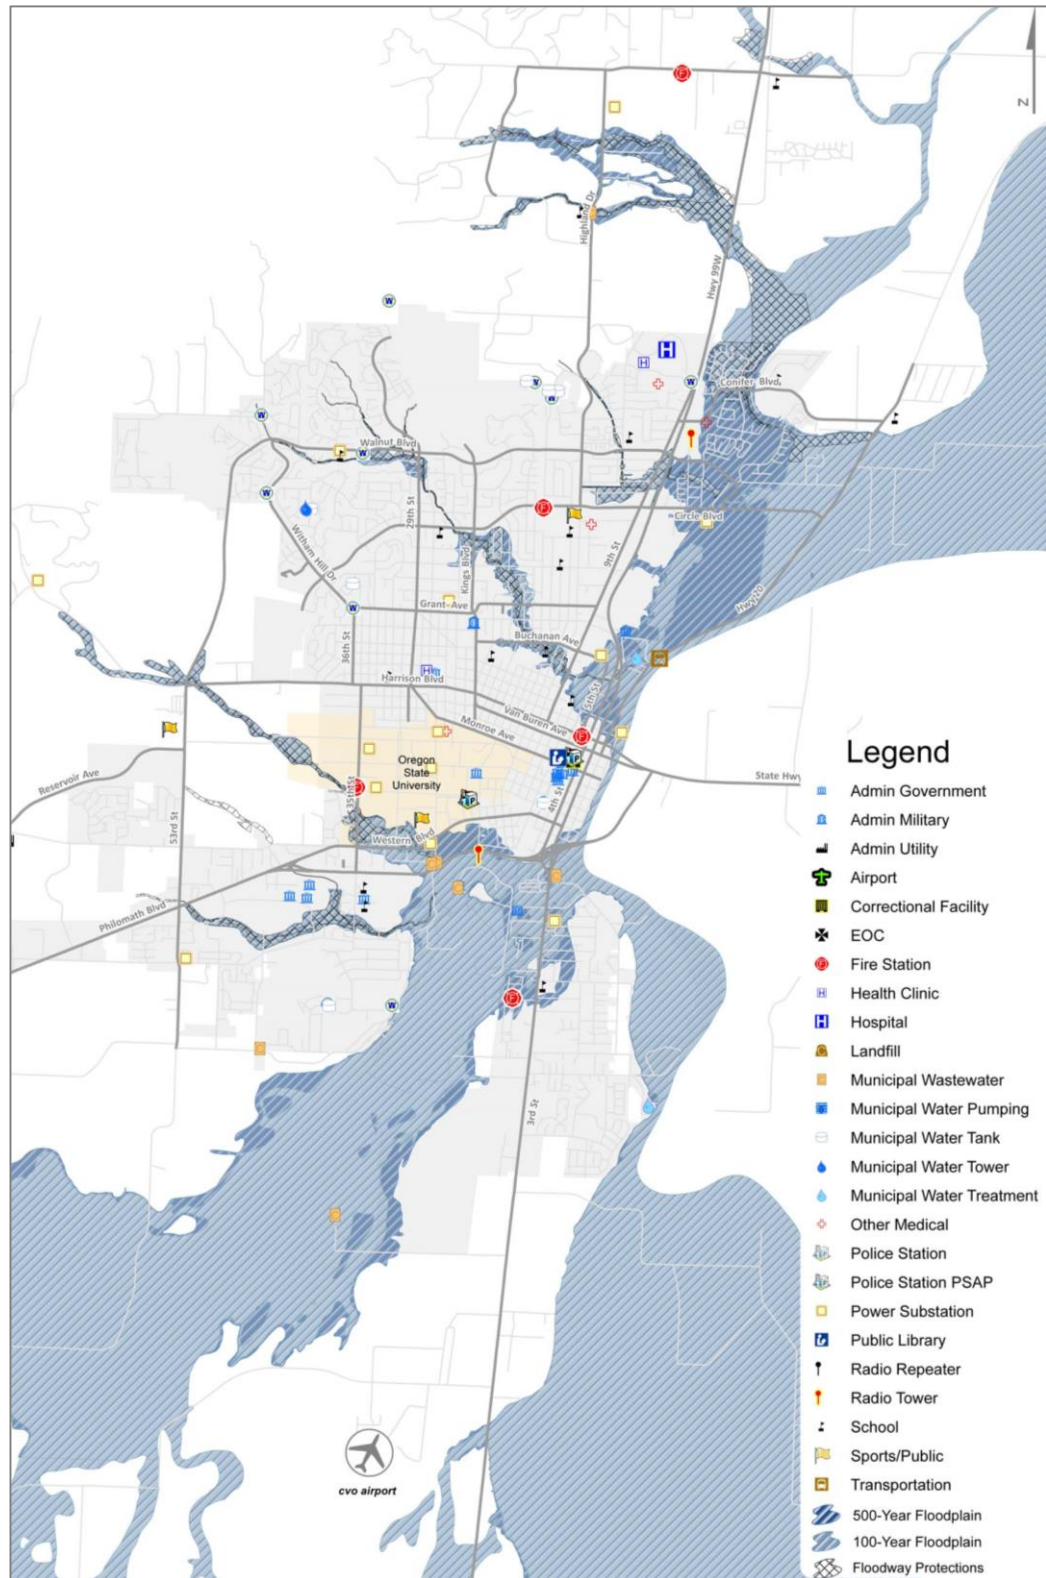 N
Highland Dr
Hwy 99W
Conifer Blvd
Walnut Blvd
29th St
Circle Blvd
Witham Hill Dr
Kings Blvd
9th St
Hwy 20
Grant Ave
Buchanan Ave
36th St
Harrison Blvd
5th St
Van Buren Ave
Monroe Ave
Oregon
State
University
Reservoir Ave
53rd St
35th St
4th St
State Hwy
Western Blvd
Philomath Blvd
3rd St
cvo airport
Legend
Admin Government
Admin Military
Admin Utility
Airport
Correctional Facility
EOC
Fire Station
Health Clinic
Hospital
Landfill
Municipal Wastewater
Municipal Water Pumping
Municipal Water Tank
Municipal Water Tower
Municipal Water Treatment
Other Medical
Police Station
Police Station PSAP
Power Substation
Public Library
Radio Repeater
Radio Tower
School
Sports/Public
Transportation
500-Year Floodplain
100-Year Floodplain
Floodway Protections